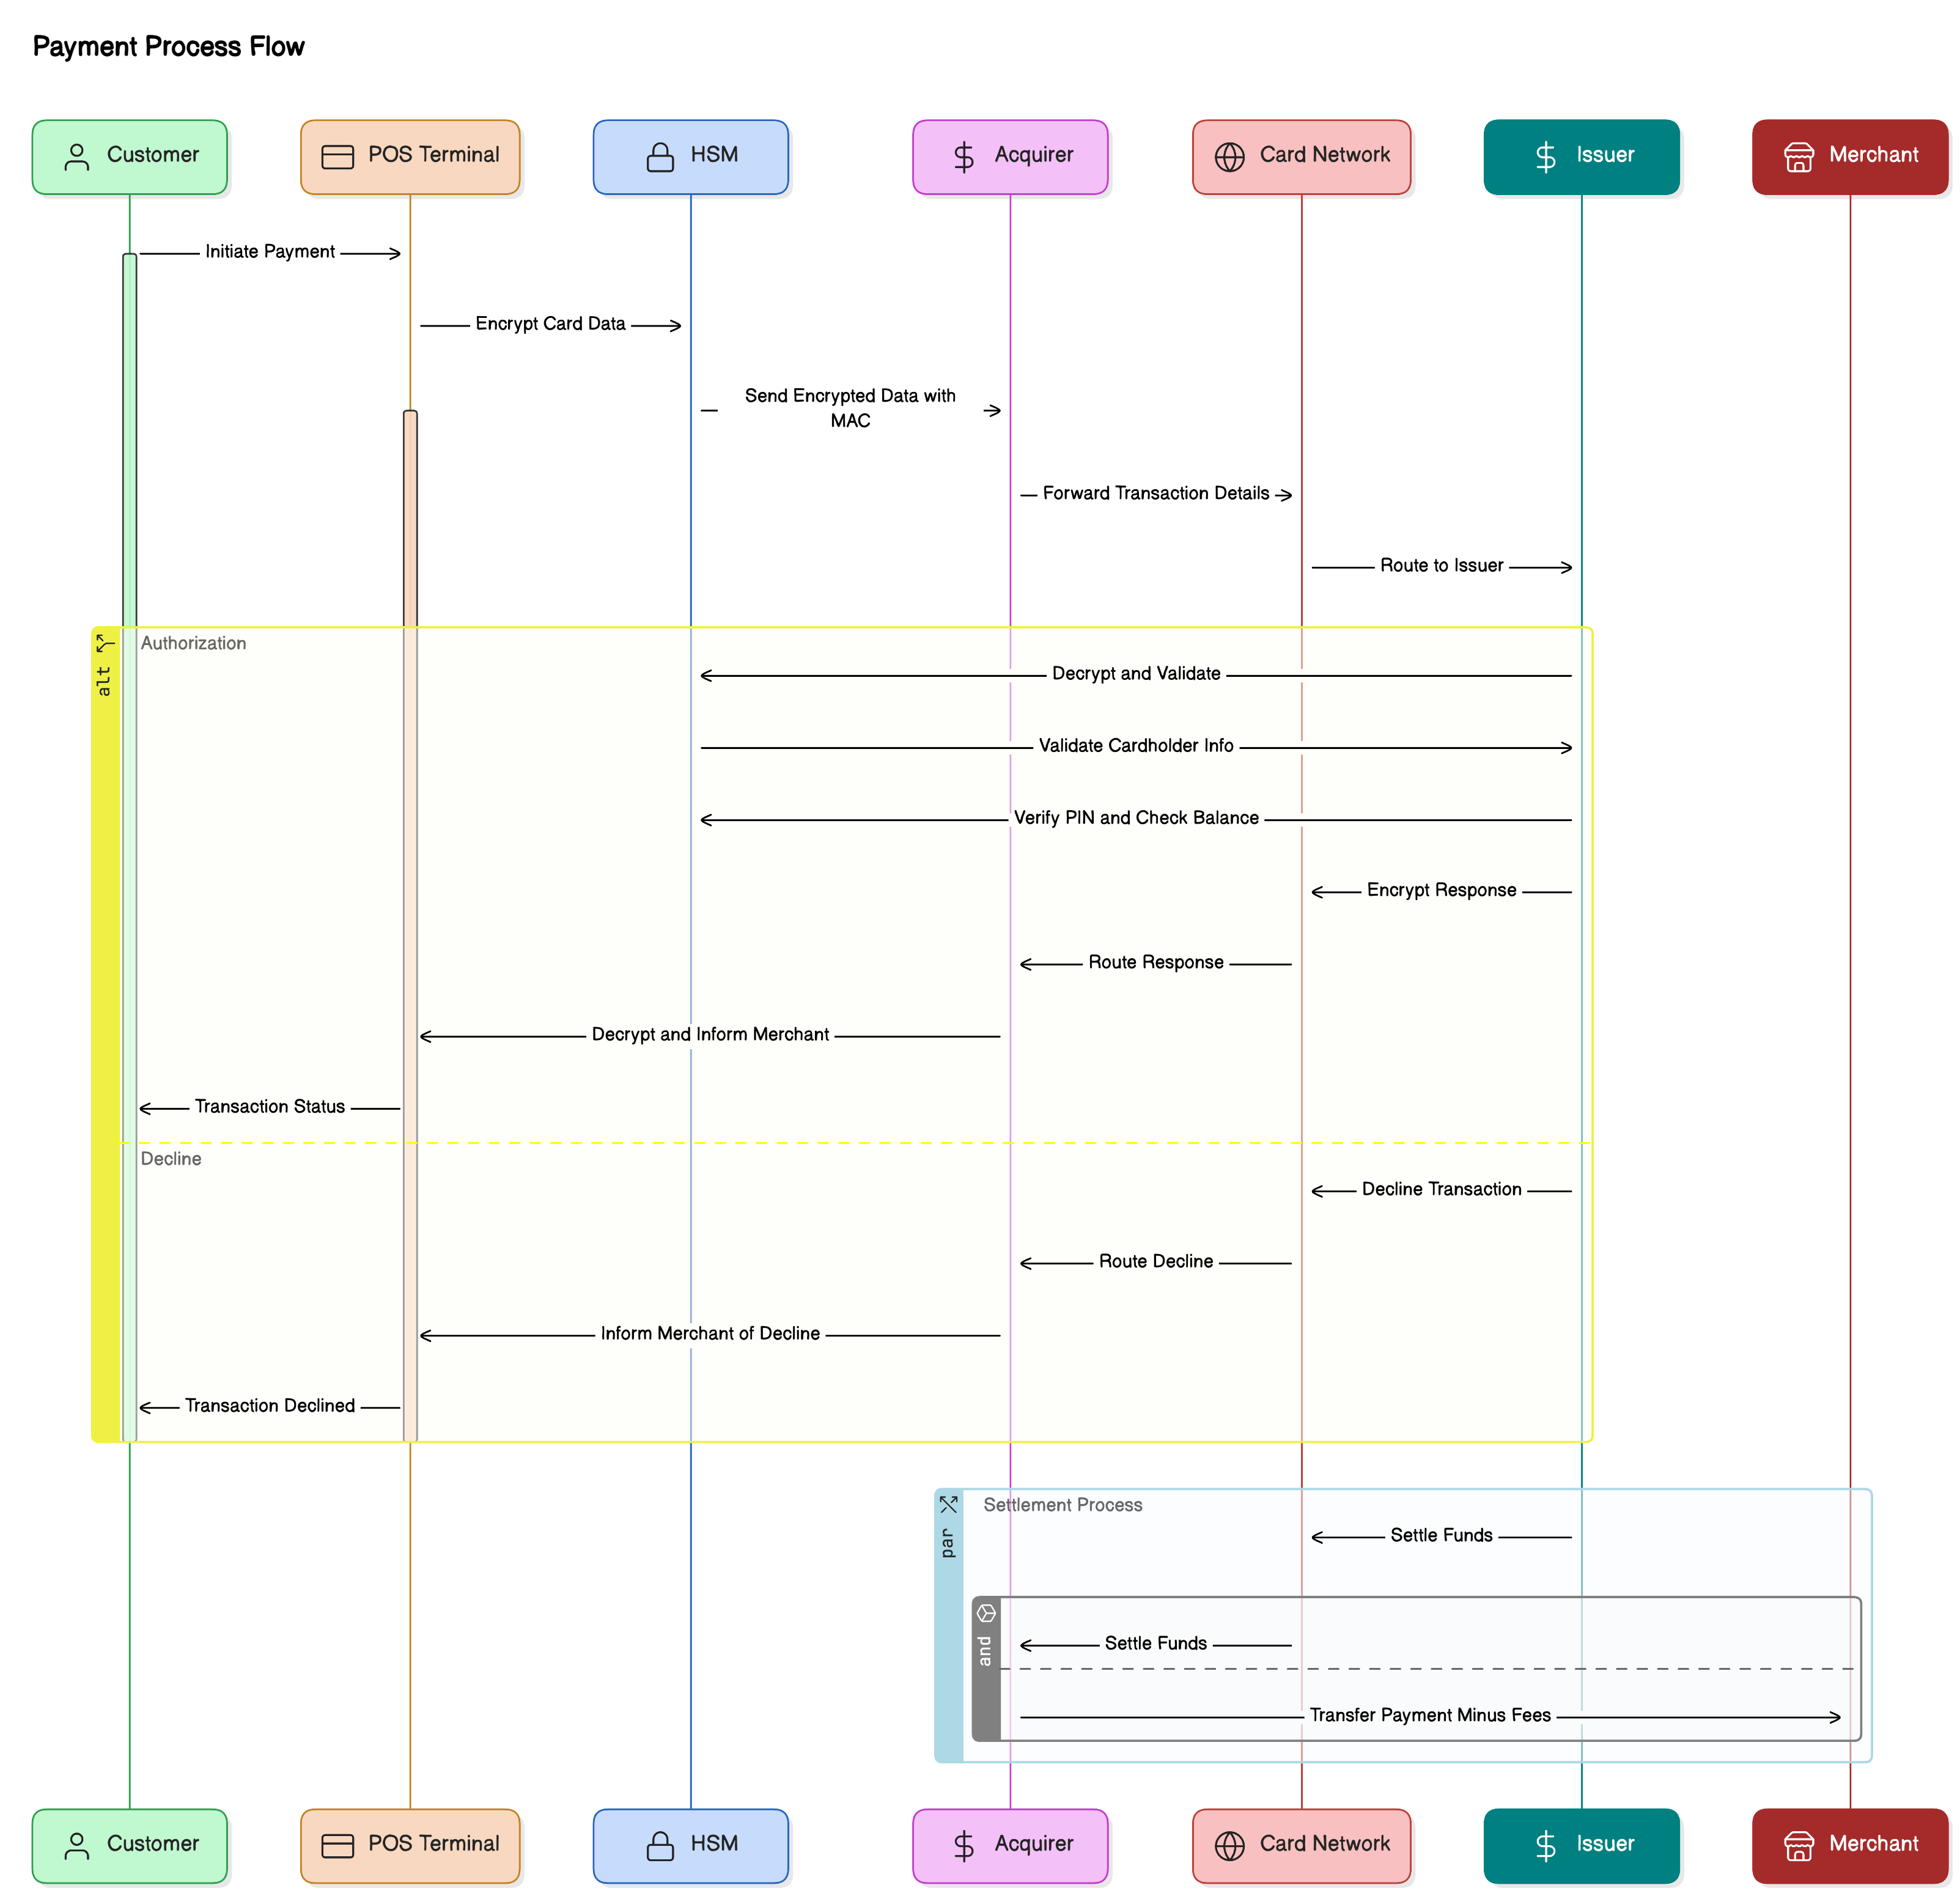 Payment Process Flow
Customer
POS Terminal
HSM
Acquirer
Card Network
Issuer
Merchant
Initiate Payment
Encrypt Card Data
Send Encrypted Data with
MAC
Forward Transaction Details
Route to Issuer
alt
Authorization
Decrypt and Validate
Validate Cardholder Info
Verify PIN and Check Balance
Encrypt Response
Route Response
Decrypt and Inform Merchant
Transaction Status
Decline
Decline Transaction
Route Decline
Inform Merchant of Decline
Transaction Declined
par
Settlement Process
Settle Funds
and
Settle Funds
Transfer Payment Minus Fees
Customer
POS Terminal
HSM
Acquirer
Card Network
Issuer
Merchant